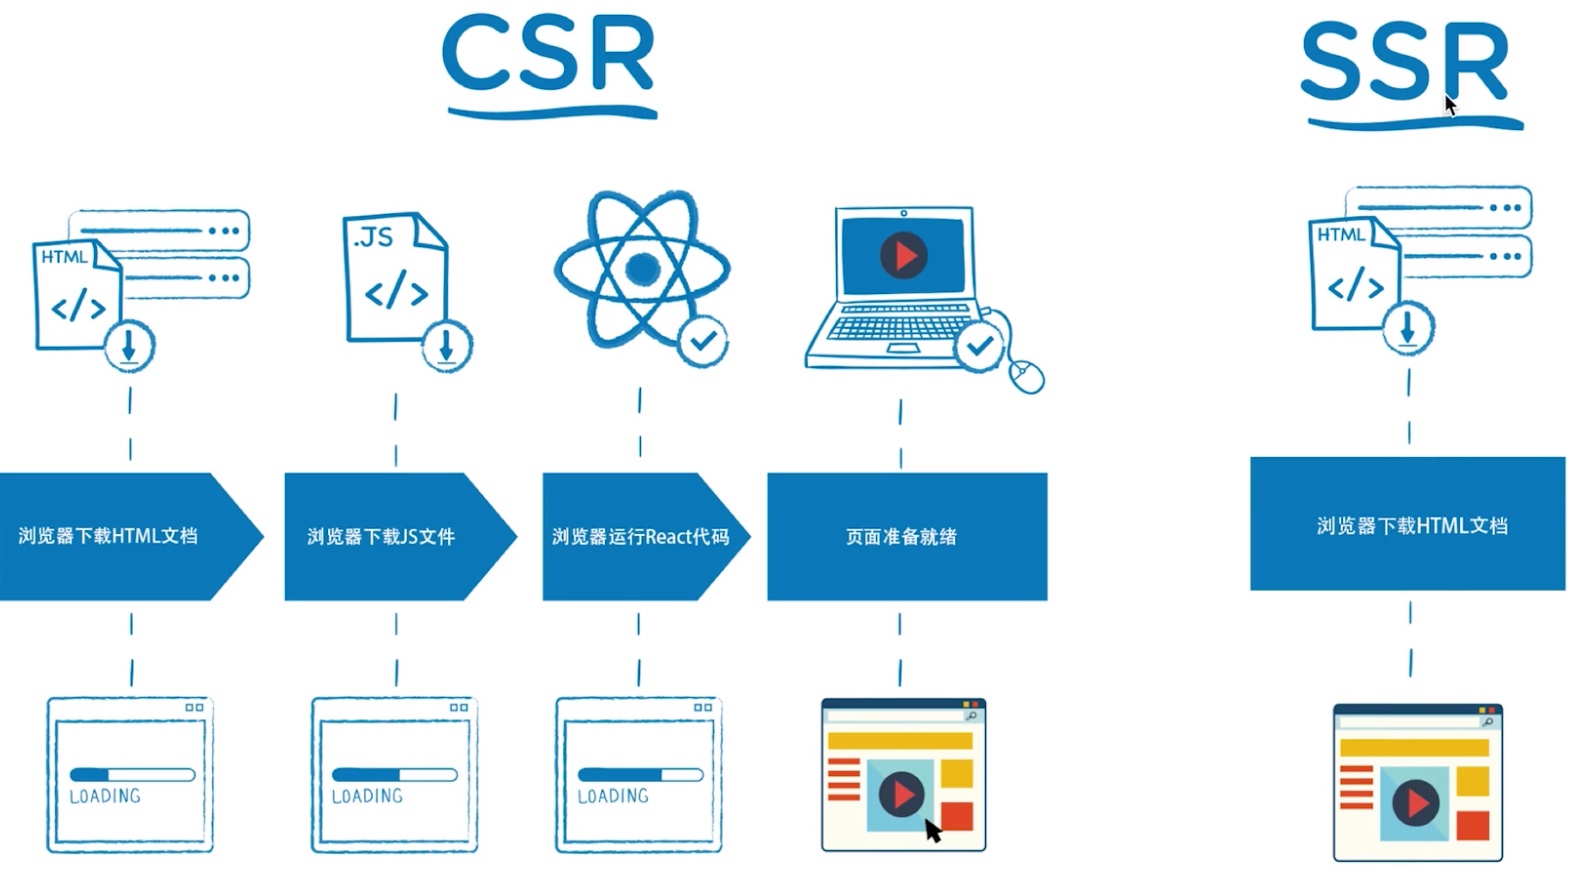 CSR
SSR
HTML
.JS
HTML
浏览器下载HTML文档
浏览器下载JS文件
浏览器运行React代码
页面准备就绪
浏览器下载HTML文档
LOADING
LOADING
LOADING